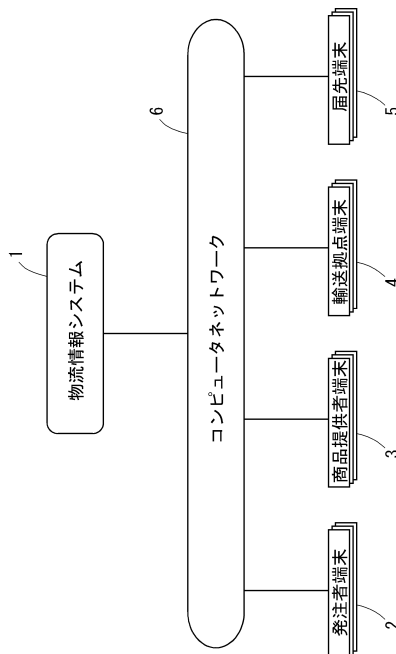 1
物流情報システム
6
コンピュータネットワーク
発注者端末
2
商品提供者端末
3
輸送拠点端末
4
届先端末
5